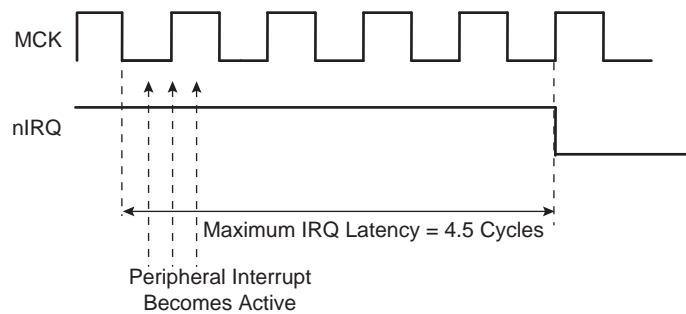 MCK
nIRQ
Maximum IRQ Latency = 4.5 Cycles
Peripheral Interrupt
Becomes Active